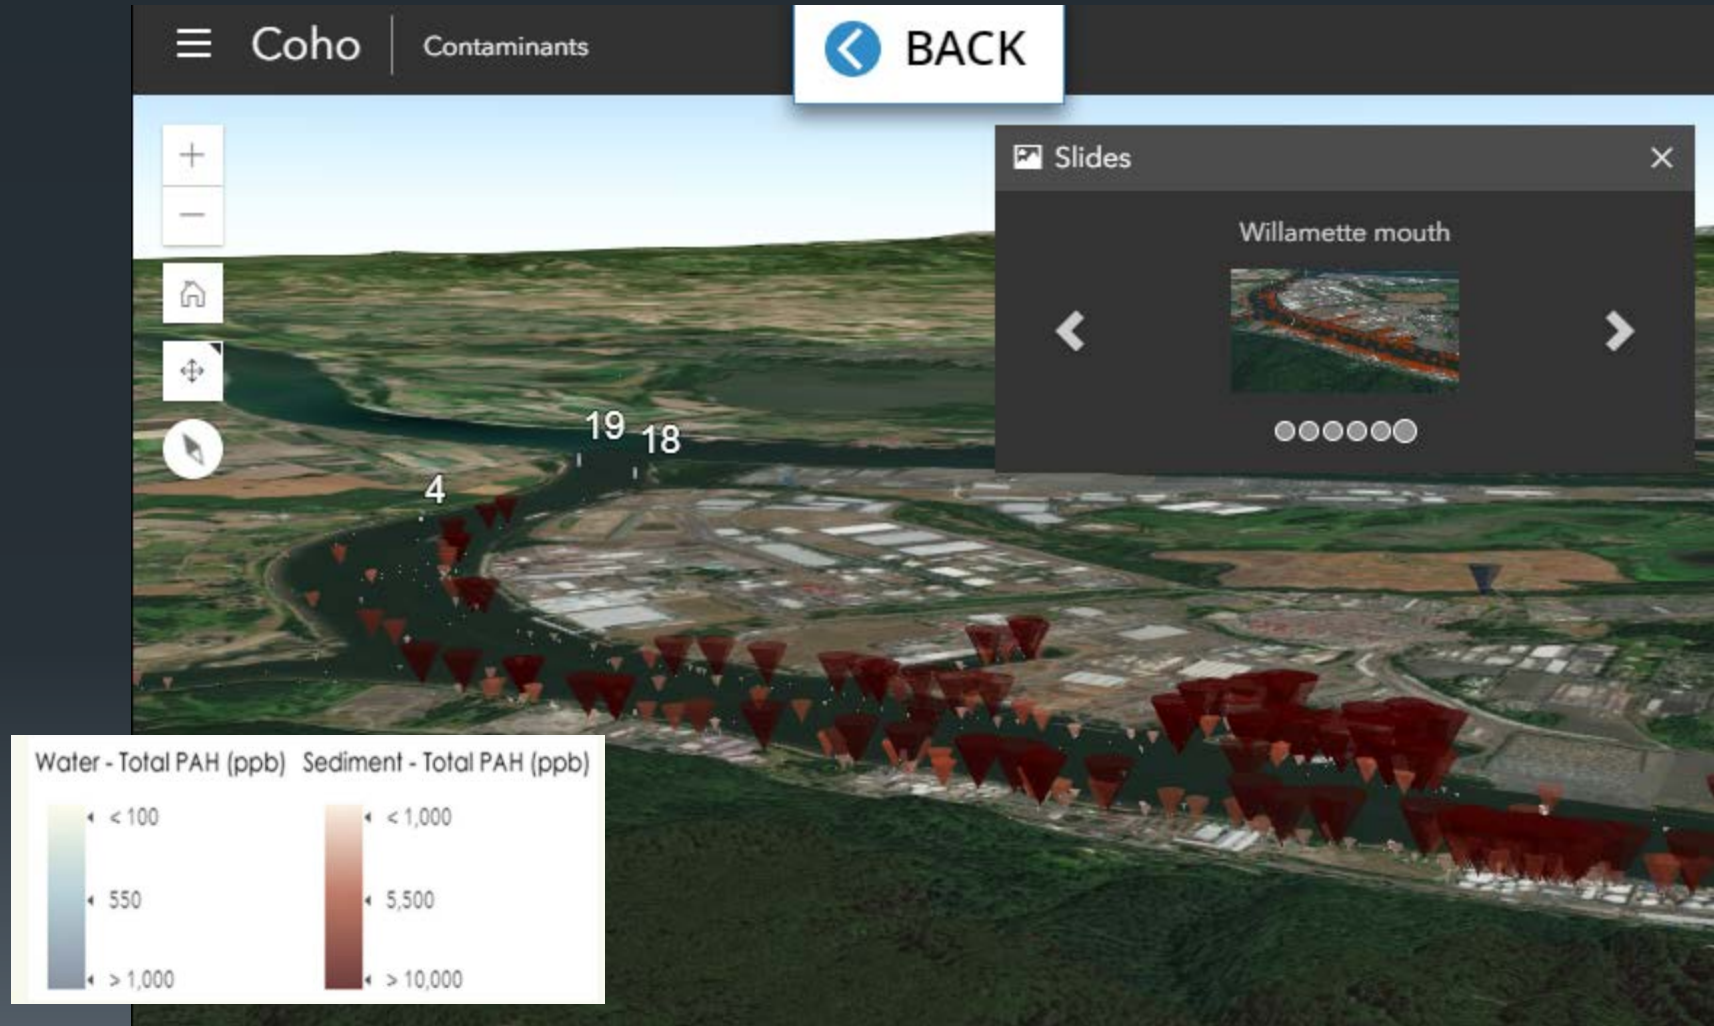 Coho
Contaminants
BACK
Slides
Willamette mouth
19
18
4
Water - Total PAH (ppb)
< 100
550
> 1,000
Sediment - Total PAH (ppb)
< 1,000
5,500
> 10,000